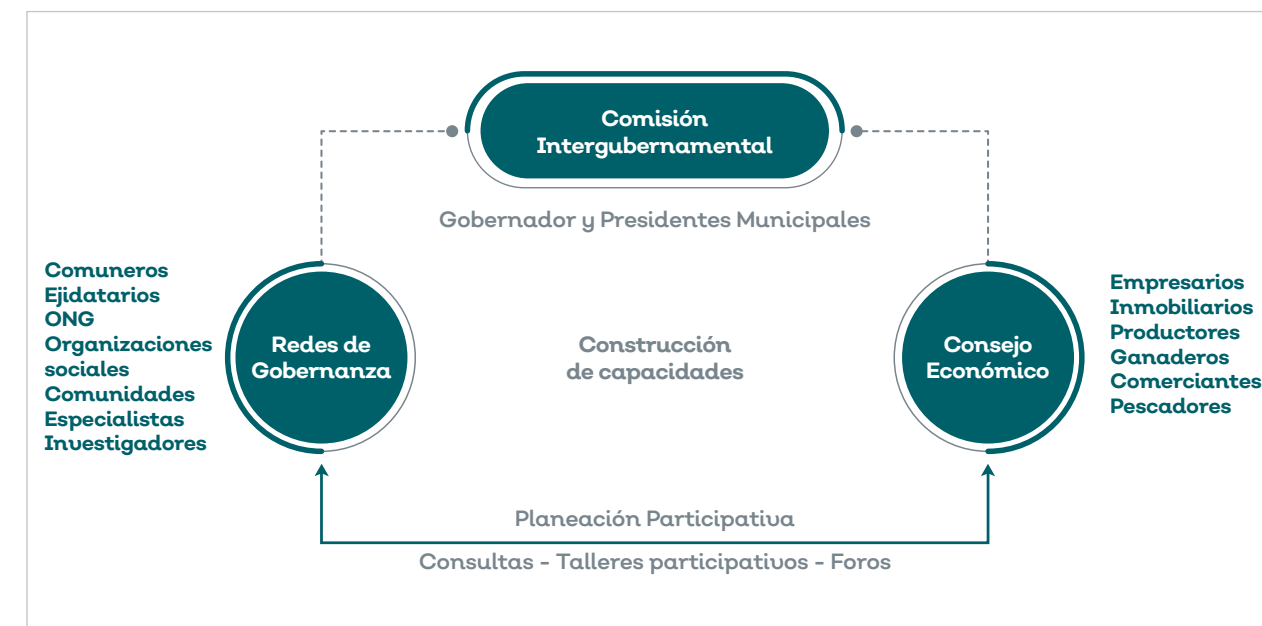 Comisión
Intergubernamental
Gobernador y Presidentes Municipales
Comuneros
Ejidatarios
ONG
Organizaciones
sociales
Comunidades
Especialistas
Investigadores
Redes de
Gobernanza
Construcción
de capacidades
Consejo
Económico
Empresarios
Inmobiliarios
Productores
Ganaderos
Comerciantes
Pescadores
Planeación Participativa
Consultas - Talleres participativos - Foros